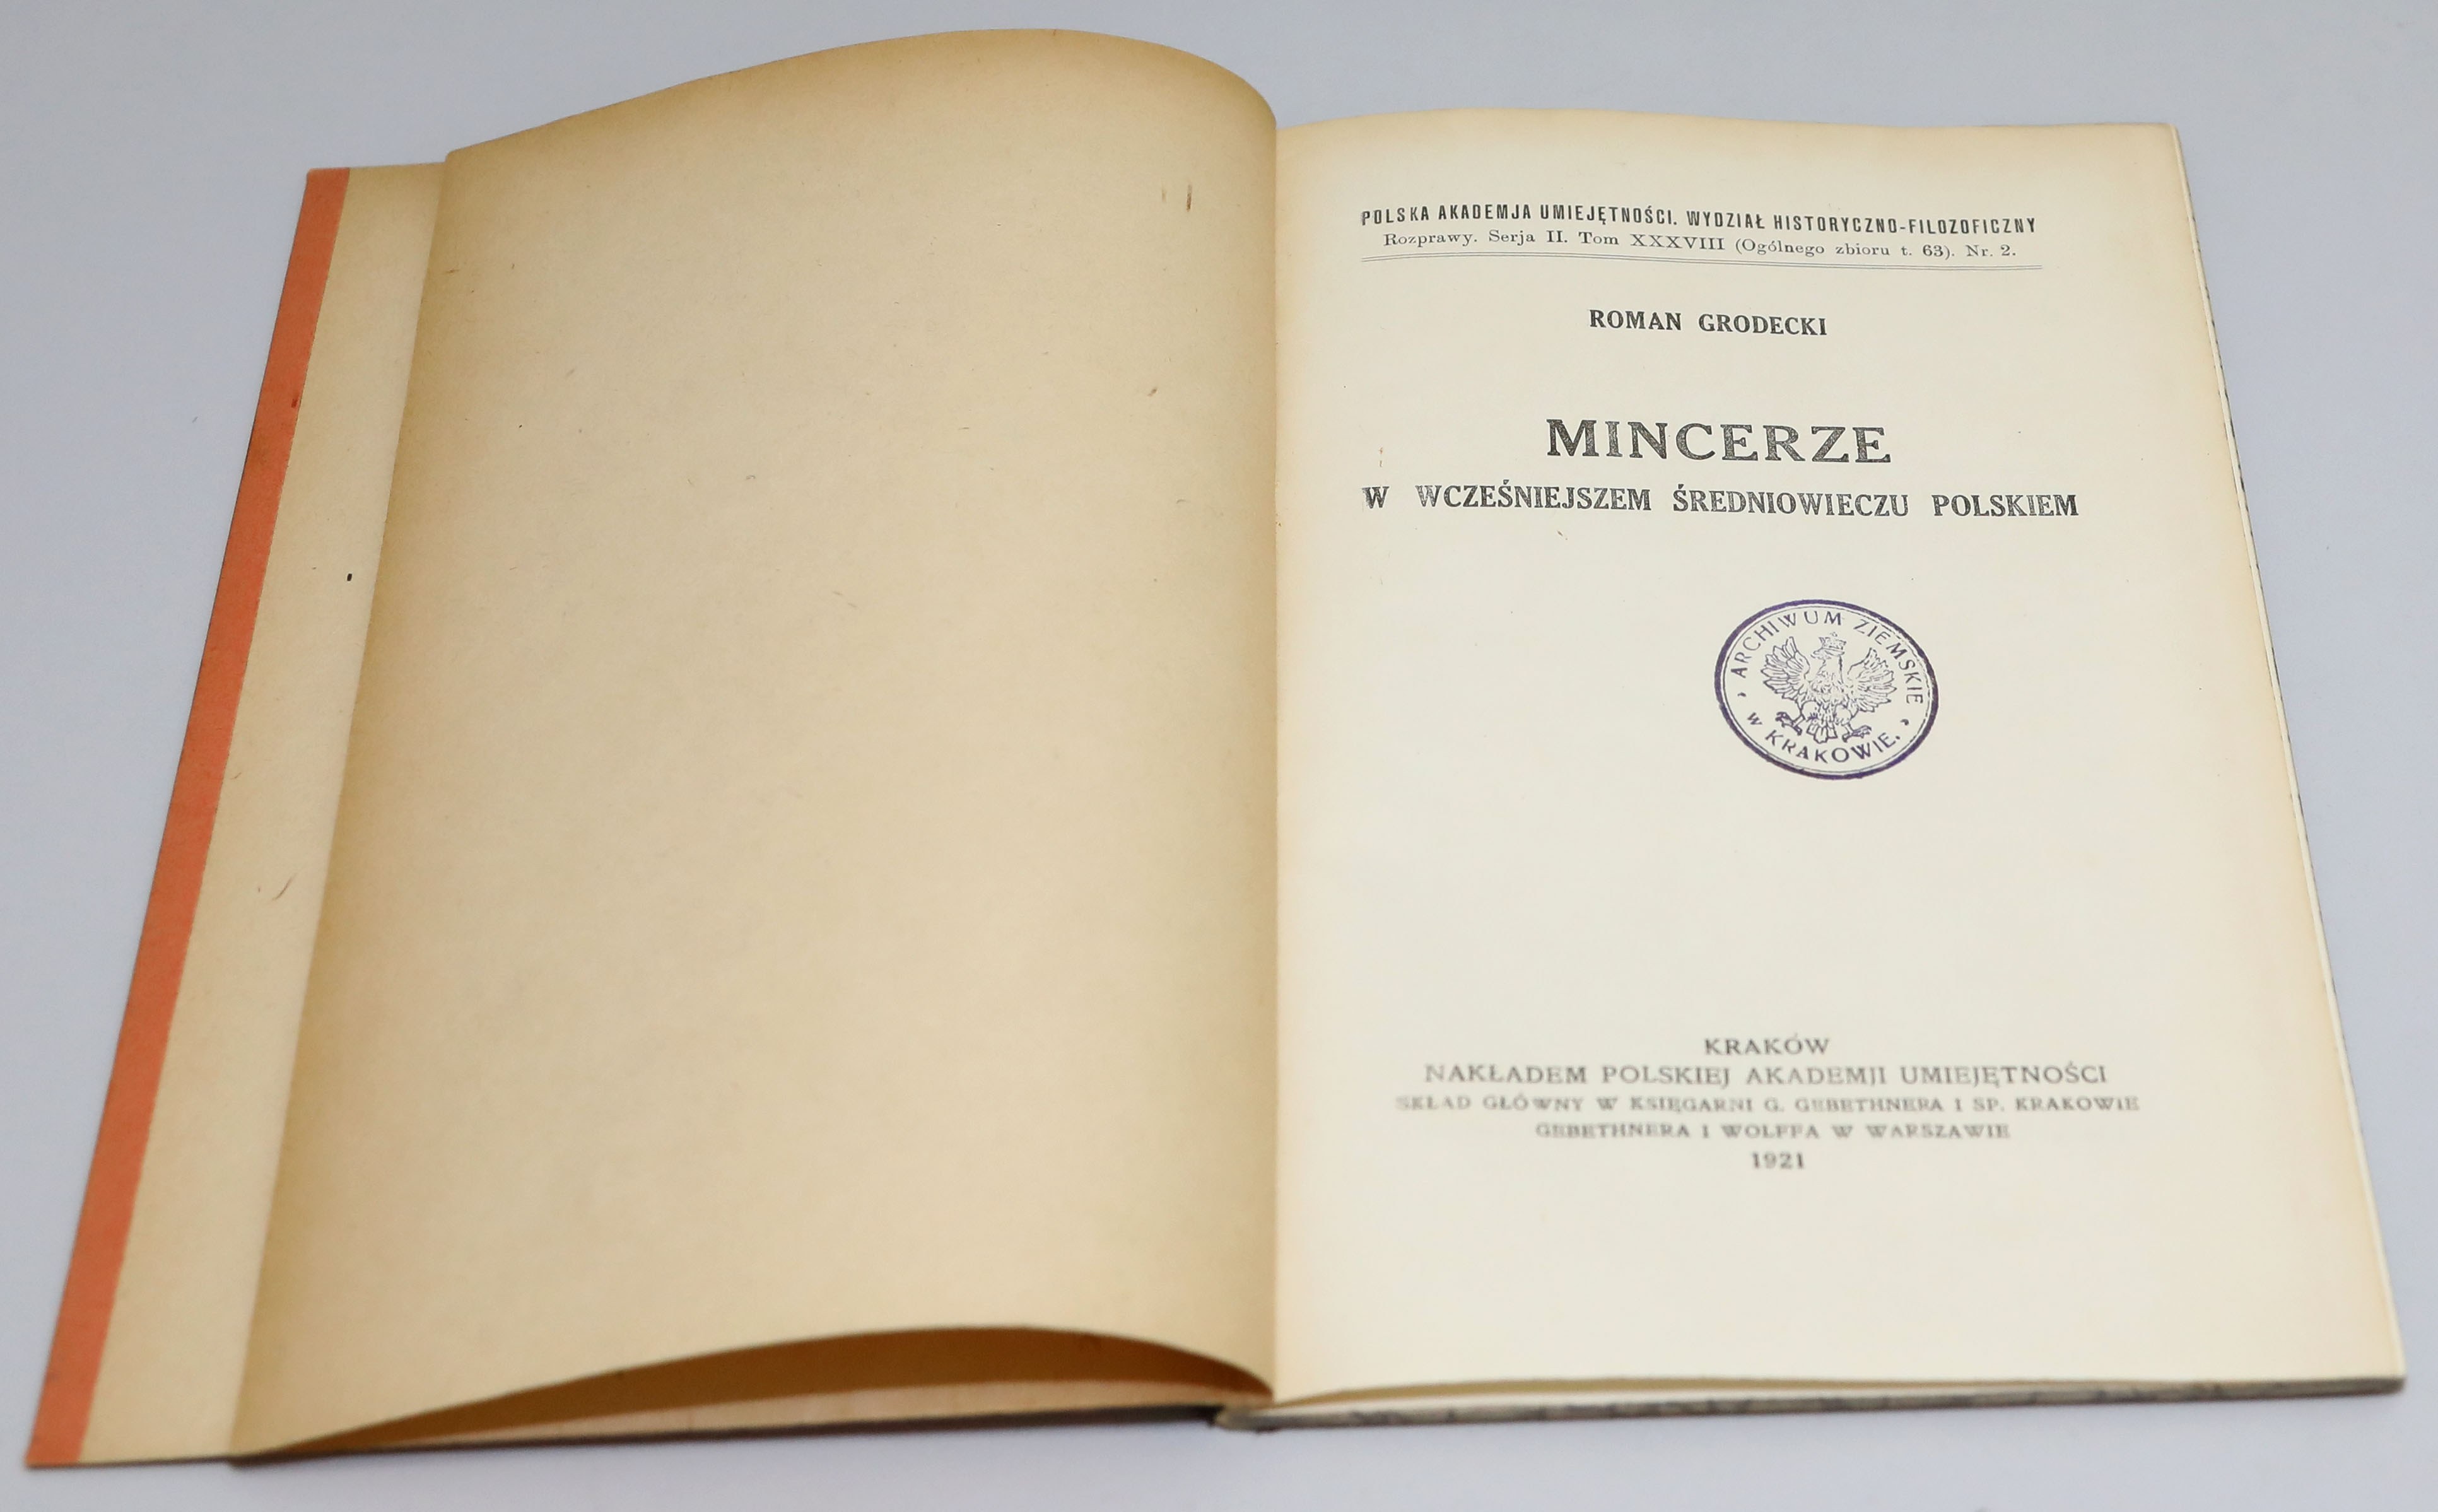 POLSKA AKADEMJA UMIEJĘTNOŚCI. WYDZIAŁ HISTORYCZNO-FILOZOFICZNY
Rozprawy. Serja II. Tom XXXVIII (Ogólnego zbioru t. 63). Nr. 2.
ROMAN GRODECKI
MINCERZE
W WCZEŚNIEJSZEM ŚREDNIOWIECZU POLSKIEM
ARCHIWUM ZIEMSKIE
W KRAKOWIE.
KRAKÓW
NAKŁADEM POLSKIEJ AKADEMJI UMIEJĘTNOŚCI
SKŁAD GŁÓWNY W KSIĘGARNI G. GEBETHNERA I SP. KRAKOWIE
GEBETHNERA I WOLFFA W WARSZAWIE
1921